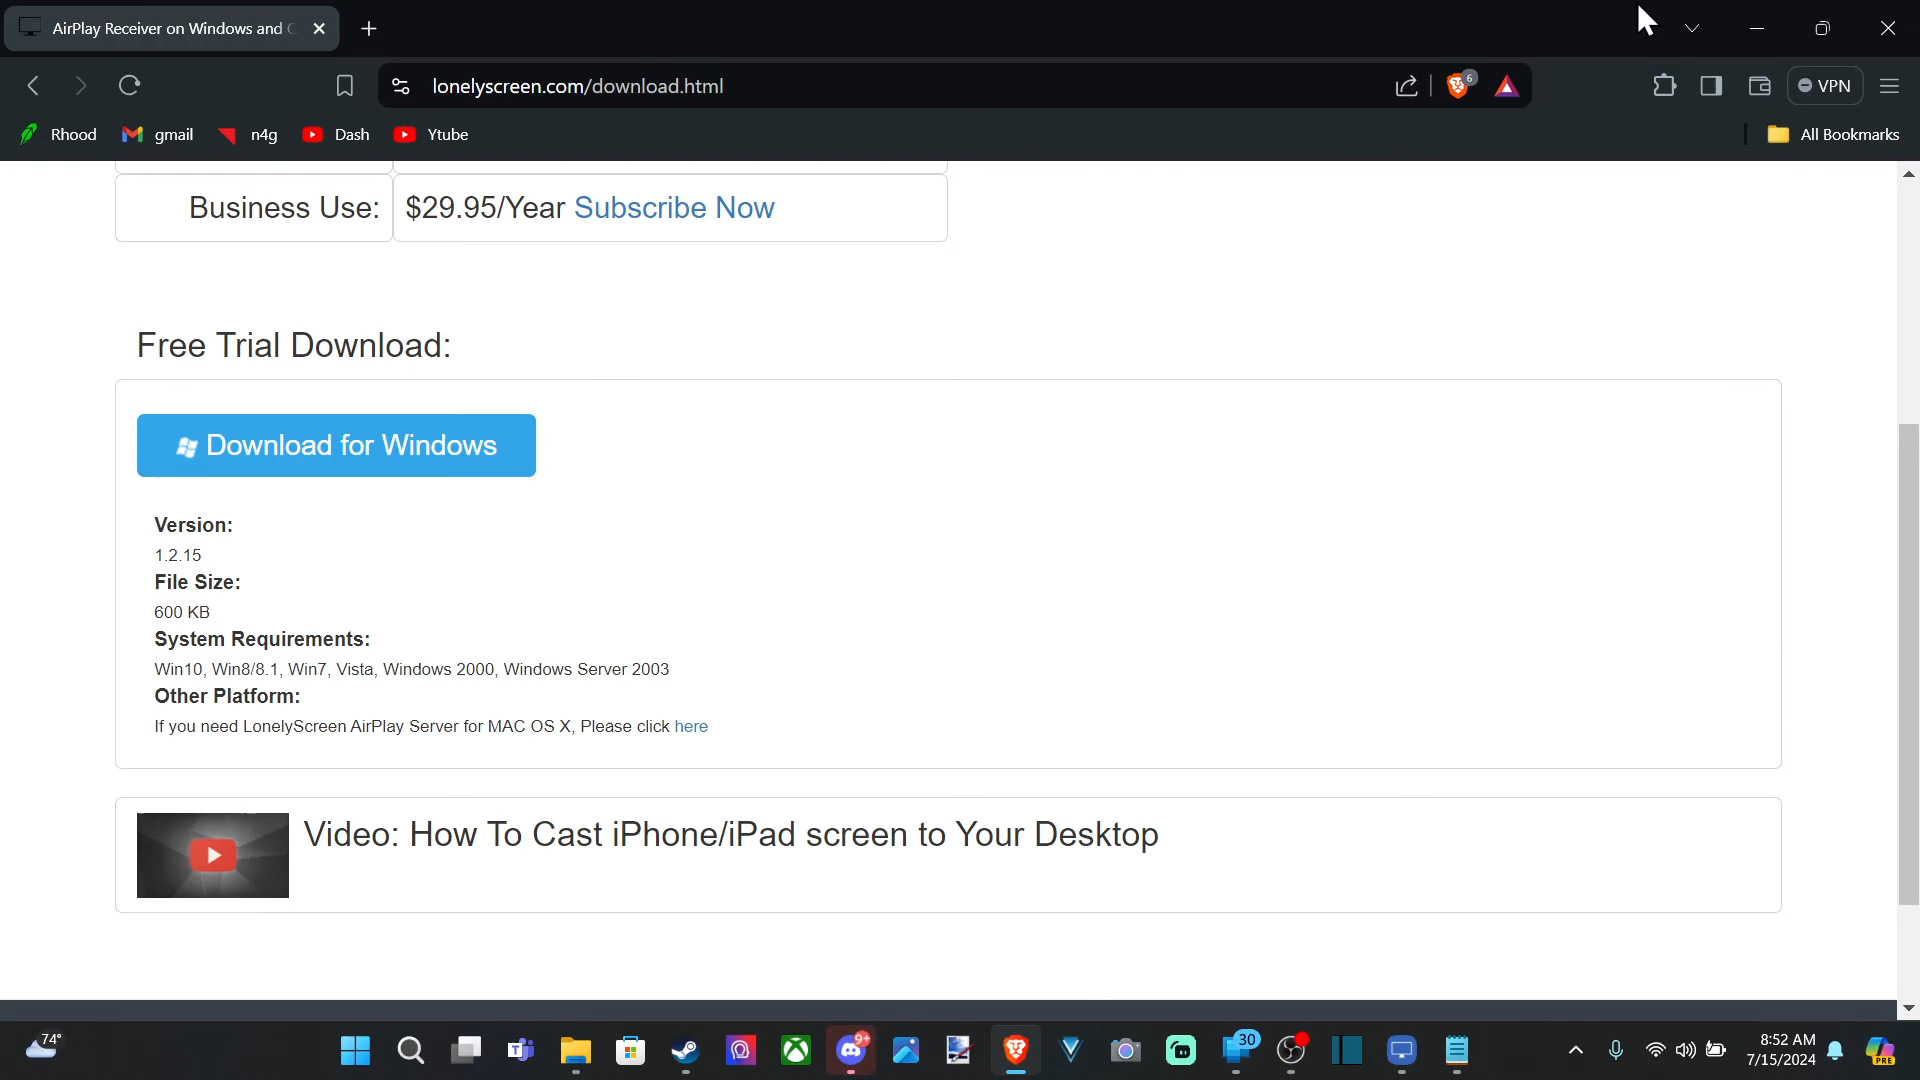 AirPlay Receiver on Windows and
lonelyscreen.com/download.html
6
VPN
Rhood
gmail
n4g
Dash
Ytube
All Bookmarks
Business Use:
$29.95/Year Subscribe Now
Free Trial Download:
Download for Windows
Version:
1.2.15
File Size:
600 KB
System Requirements:
Win10, Win8/8.1, Win7, Vista, Windows 2000, Windows Server 2003
Other Platform:
If you need LonelyScreen AirPlay Server for MAC OS X, Please click here
Video: How To Cast iPhone/iPad screen to Your Desktop
74°
9+
30
8:52 AM
7/15/2024
PRE